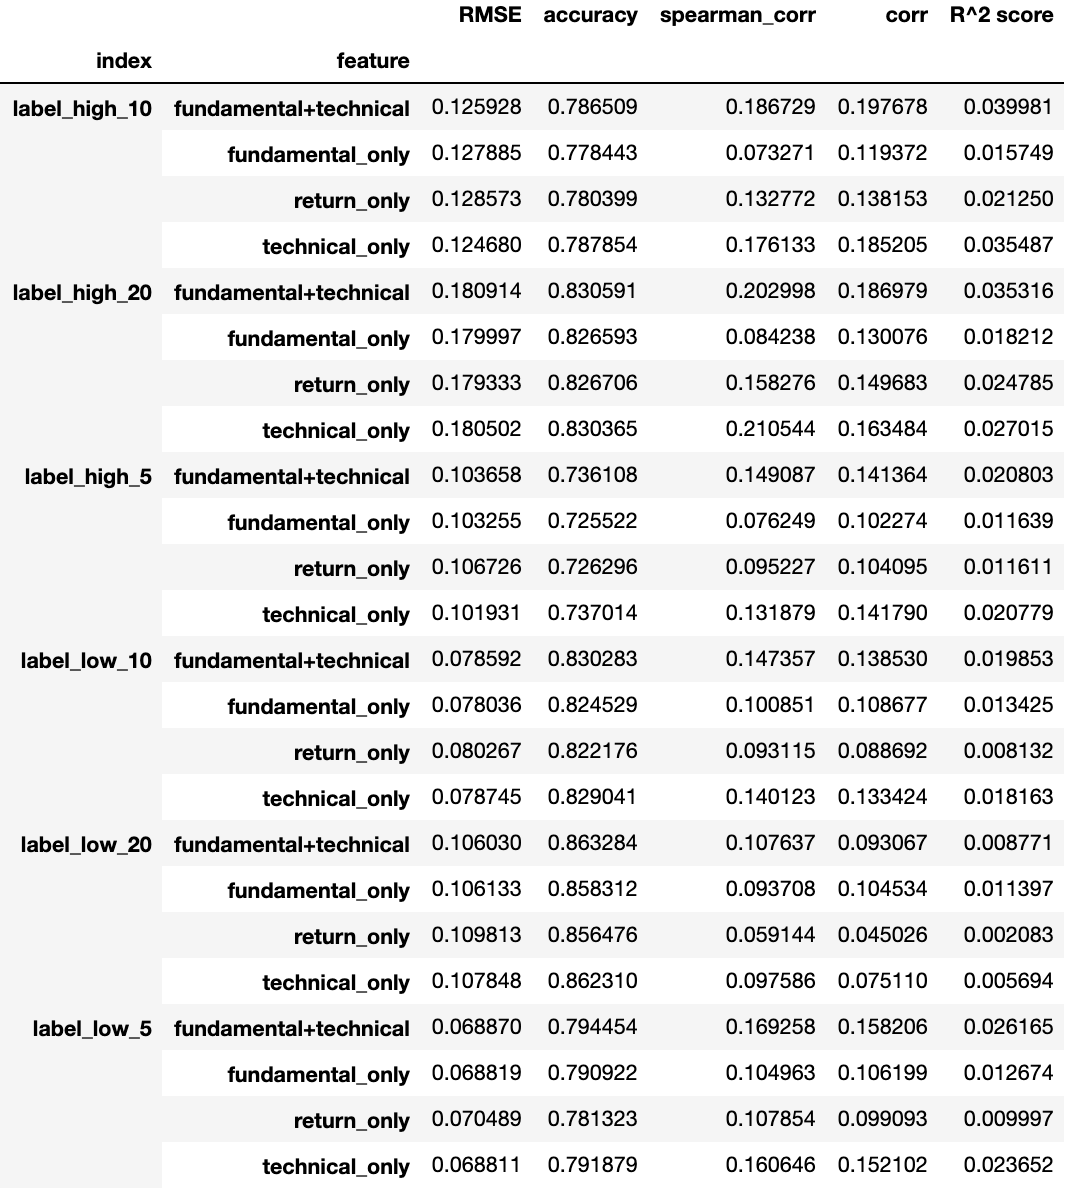 RMSE accuracy spearman_corr corr R^2 score
index feature
label_high_10 fundamental+technical 0.125928 0.786509 0.186729 0.197678 0.039981
fundamental_only 0.127885 0.778443 0.073271 0.119372 0.015749
return_only 0.128573 0.780399 0.132772 0.138153 0.021250
technical_only 0.124680 0.787854 0.176133 0.185205 0.035487
label_high_20 fundamental+technical 0.180914 0.830591 0.202998 0.186979 0.035316
fundamental_only 0.179997 0.826593 0.084238 0.130076 0.018212
return_only 0.179333 0.826706 0.158276 0.149683 0.024785
technical_only 0.180502 0.830365 0.210544 0.163484 0.027015
label_high_5 fundamental+technical 0.103658 0.736108 0.149087 0.141364 0.020803
fundamental_only 0.103255 0.725522 0.076249 0.102274 0.011639
return_only 0.106726 0.726296 0.095227 0.104095 0.011611
technical_only 0.101931 0.737014 0.131879 0.141790 0.020779
label_low_10 fundamental+technical 0.078592 0.830283 0.147357 0.138530 0.019853
fundamental_only 0.078036 0.824529 0.100851 0.108677 0.013425
return_only 0.080267 0.822176 0.093115 0.088692 0.008132
technical_only 0.078745 0.829041 0.140123 0.133424 0.018163
label_low_20 fundamental+technical 0.106030 0.863284 0.107637 0.093067 0.008771
fundamental_only 0.106133 0.858312 0.093708 0.104534 0.011397
return_only 0.109813 0.856476 0.059144 0.045026 0.002083
technical_only 0.107848 0.862310 0.097586 0.075110 0.005694
label_low_5 fundamental+technical 0.068870 0.794454 0.169258 0.158206 0.026165
fundamental_only 0.068819 0.790922 0.104963 0.106199 0.012674
return_only 0.070489 0.781323 0.107854 0.099093 0.009997
technical_only 0.068811 0.791879 0.160646 0.152102 0.023652